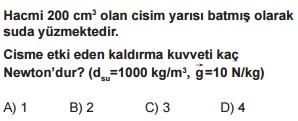 Hacmi 200 cm³ olan cisim yarısı batmış olarak
suda yüzmektedir.
Cisme etki eden kaldırma kuvveti kaç
Newton’dur? (dsu=1000 kg/m³, g⃗=10 N/kg)
A) 1 B) 2 C) 3 D) 4